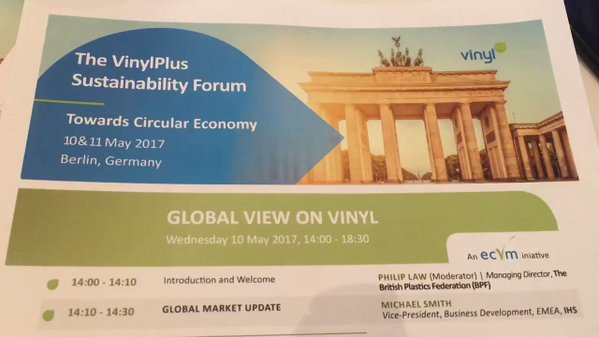 The VinylPlus
Sustainability Forum
Towards Circular Economy
10&11 May 2017
Berlin, Germany
vinyl
GLOBAL VIEW ON VINYL
Wednesday 10 May 2017, 14:00 - 18:30
An ecvm iniative
14:00 - 14:10 Introduction and Welcome PHILIP LAW (Moderator) | Managing Director, The
British Plastics Federation (BPF)
14:10 - 14:30 GLOBAL MARKET UPDATE MICHAEL SMITH
Vice-President, Business Development, EMEA, IHS